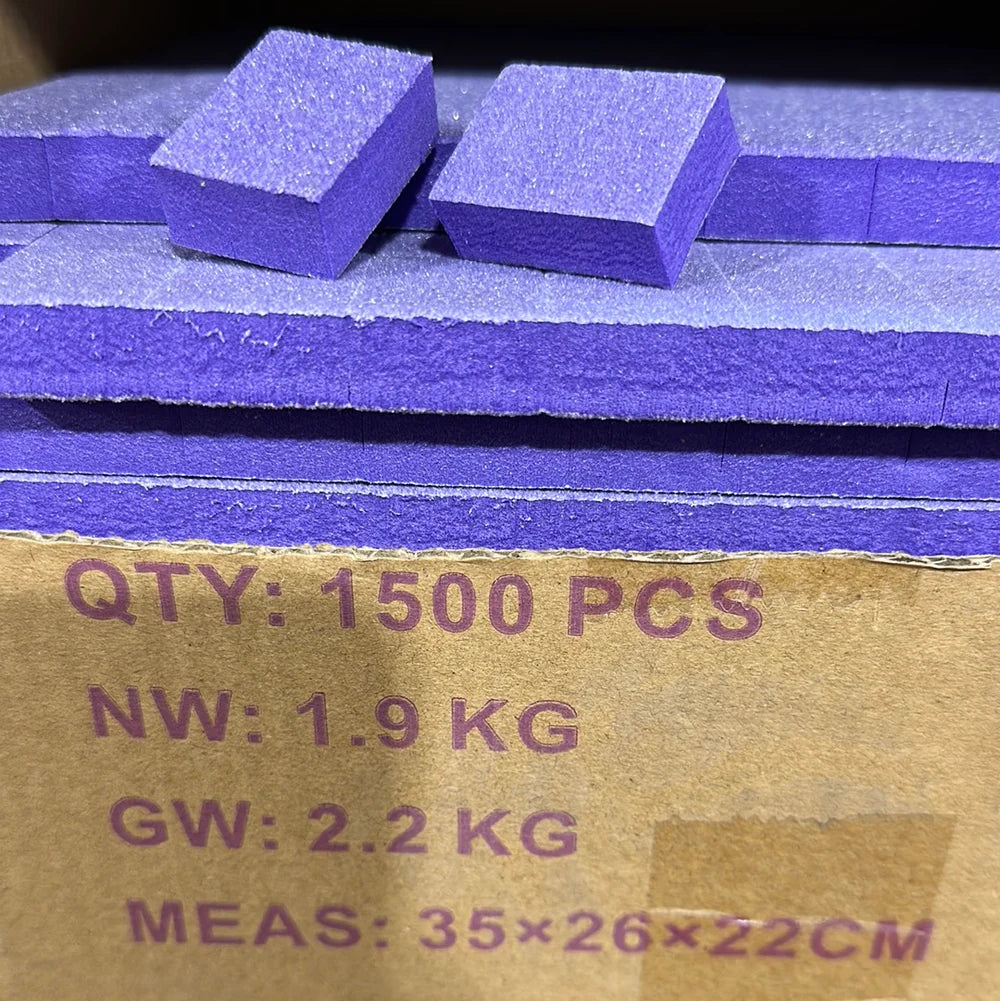 QTY: 1500 PCS
NW: 1.9 KG
GW: 2.2 KG
MEAS: 35×26×22CM